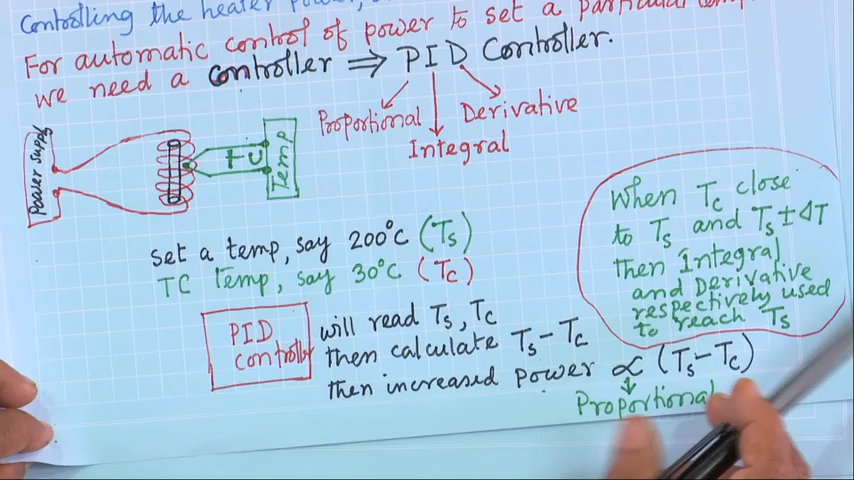 Controlling the heater power,
For automatic control of power to set a particular temp.
we need a controller ⇒ PID Controller.
Proportional
Integral
Derivative
Power Supply
+ U
Temp
set a temp, say 200°C (Ts)
TC Temp, say 30°C (Tc)
PID
controller
will read Ts, Tc
then calculate Ts - Tc
then increased power ∝ (Ts - Tc)
Proportional
When Tc close
to Ts and Ts ± ΔT
then Integral
and Derivative
respectively used
to reach Ts